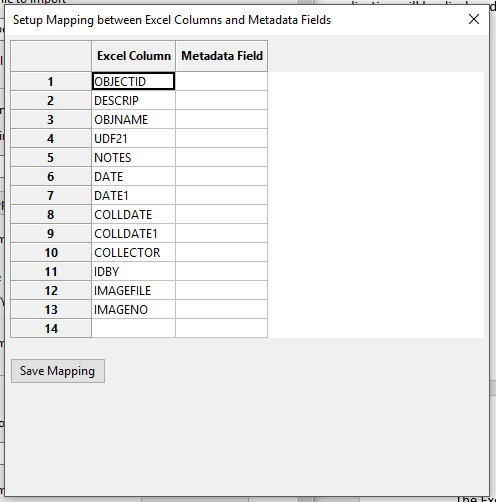 Setup Mapping between Excel Columns and Metadata Fields
Excel Column Metadata Field
1 OBJECTID
2 DESCRIP
3 OBJNAME
4 UDF21
5 NOTES
6 DATE
7 DATE1
8 COLLDATE
9 COLLDATE1
10 COLLECTOR
11 IDBY
12 IMAGEFILE
13 IMAGENO
14
Save Mapping